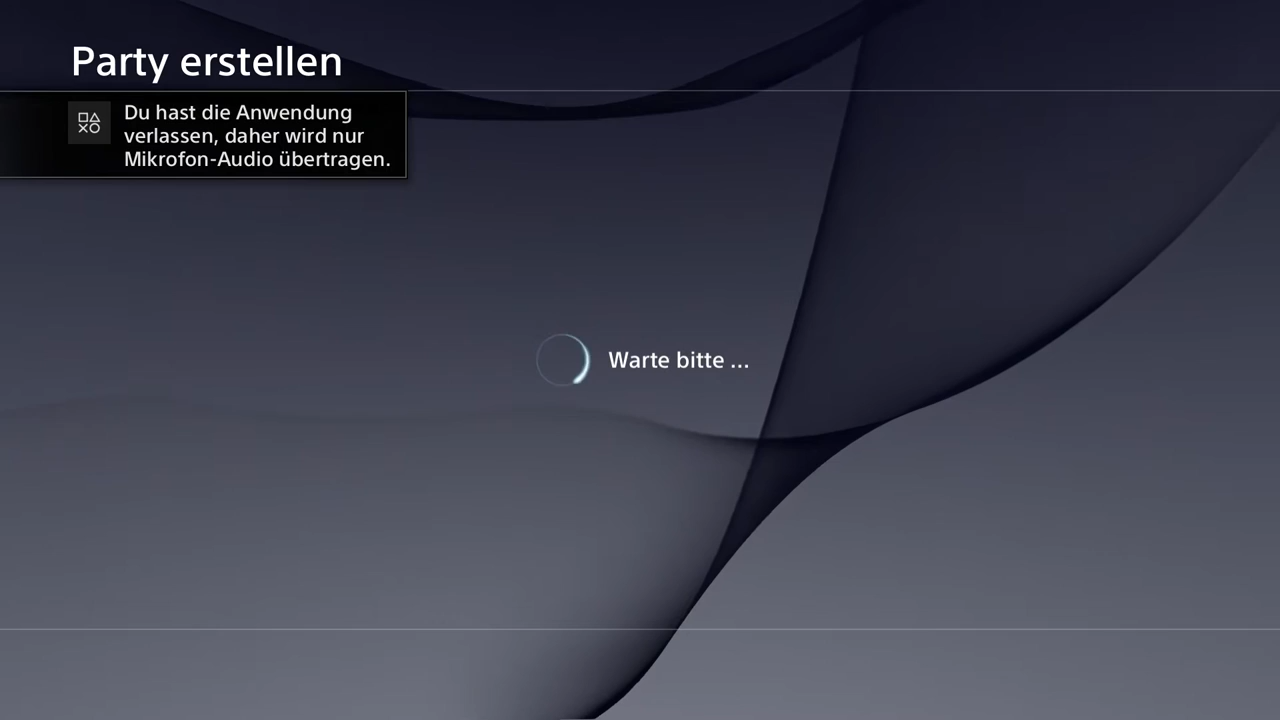 Party erstellen
Du hast die Anwendung
verlassen, daher wird nur
Mikrofon-Audio übertragen.
Warte bitte ...